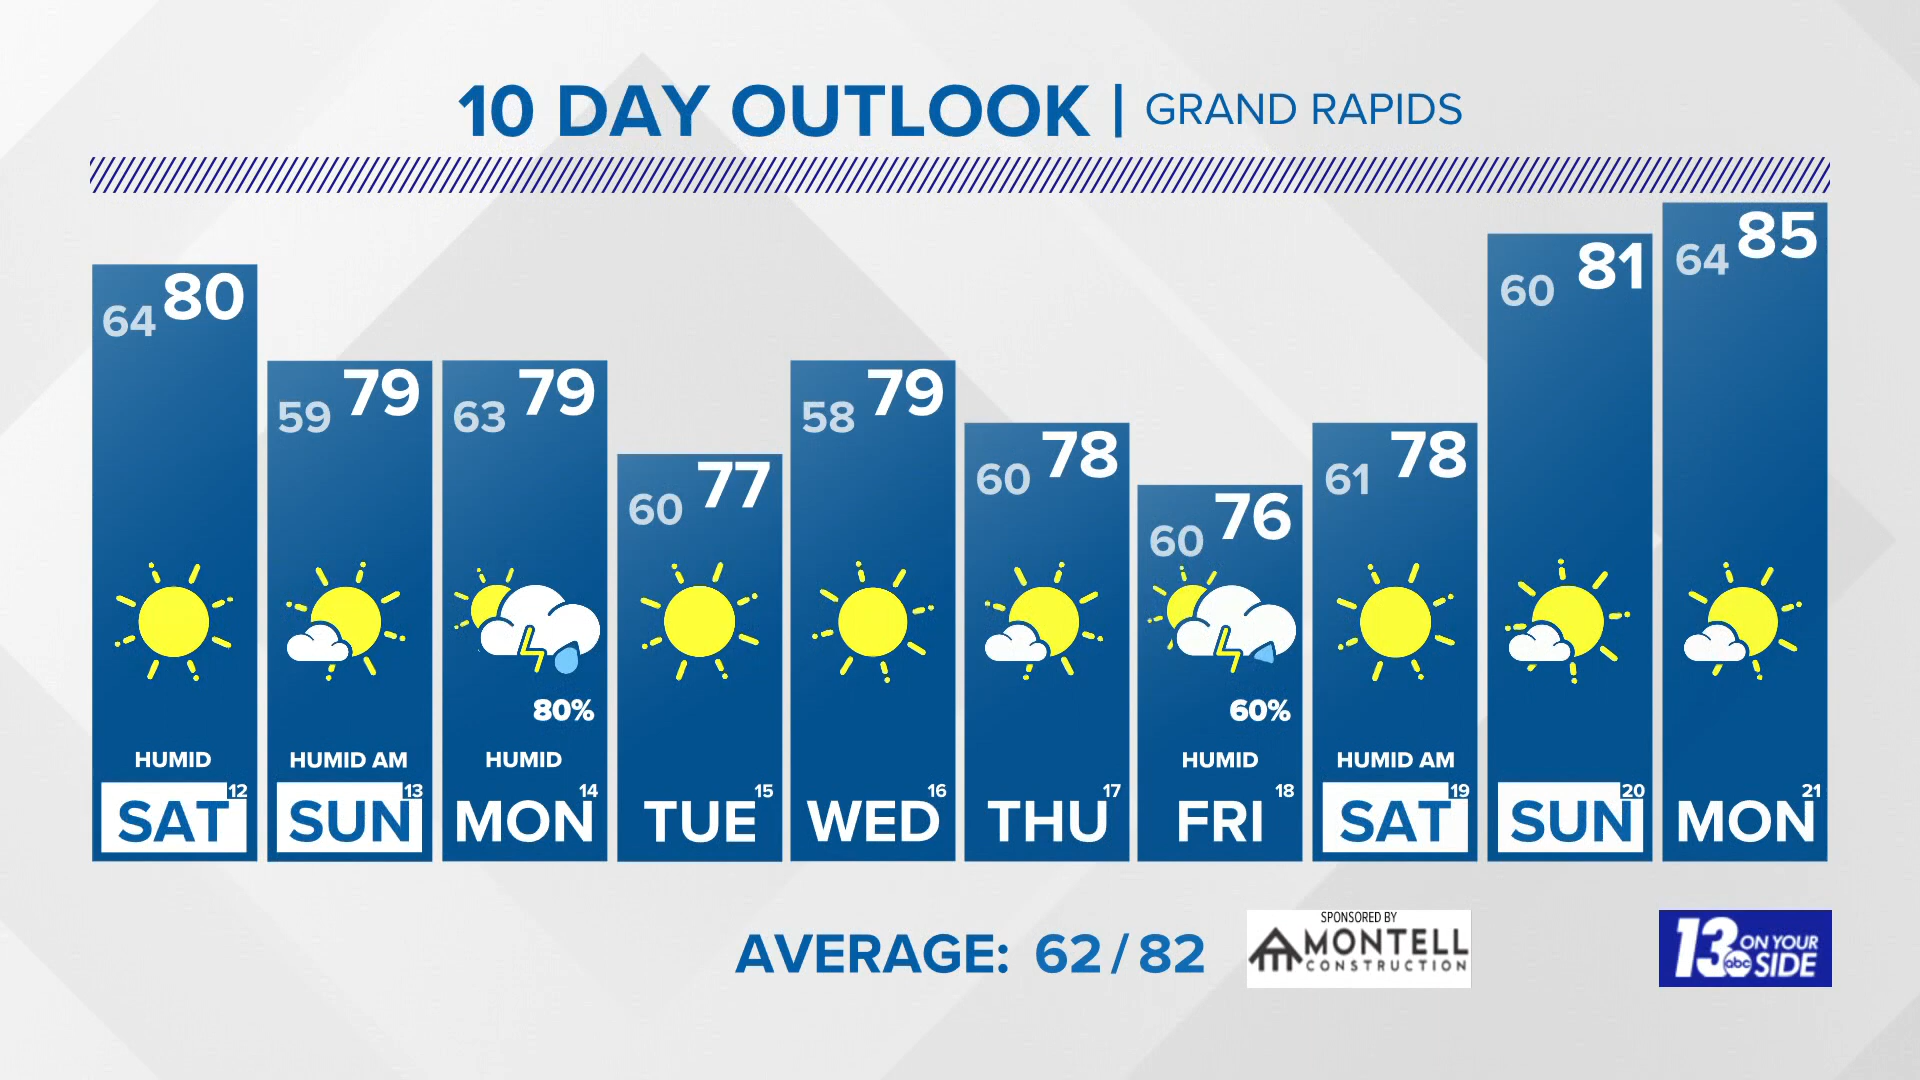 10 DAY OUTLOOK | GRAND RAPIDS
64 80
59 79
63 79
60 77
58 79
60 78
60 76
61 78
60 81
64 85
80%
60%
HUMID
HUMID AM
HUMID
HUMID
HUMID AM
SAT 12
SUN 13
MON 14
TUE 15
WED 16
THU 17
FRI 18
SAT 19
SUN 20
MON 21
AVERAGE: 62 / 82
SPONSORED BY
MONTELL
CONSTRUCTION
13 abc
ON YOUR
SIDE